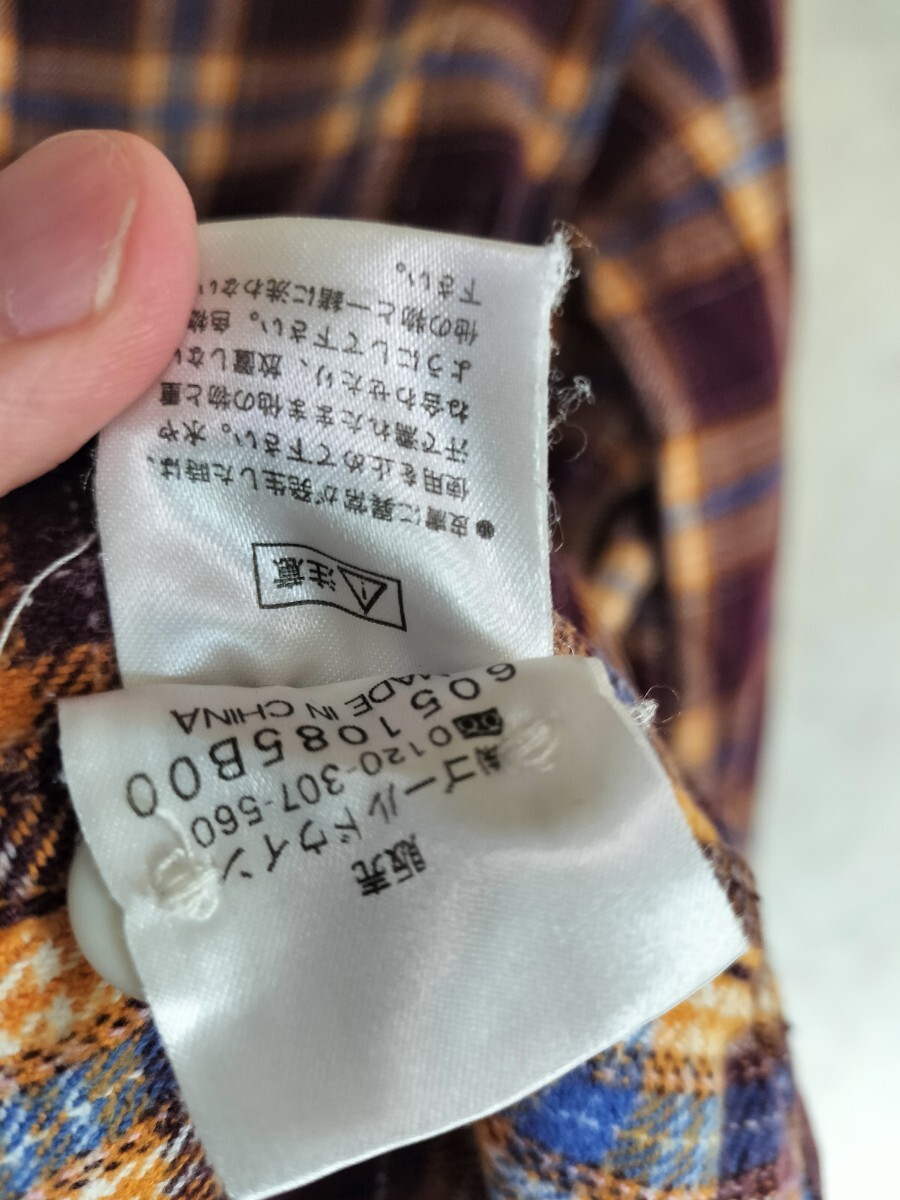 販売
㈱ゴールドウイン
0120-307-560
6051085B00
MADE IN CHINA
注意
●皮膚に異常が発生した時は、
使用を止めて下さい。水や
汗で濡れたまま他の物と重
ね合わせたり、放置しない
ようにして下さい。色物
他の物と一緒に洗わない
下さい。